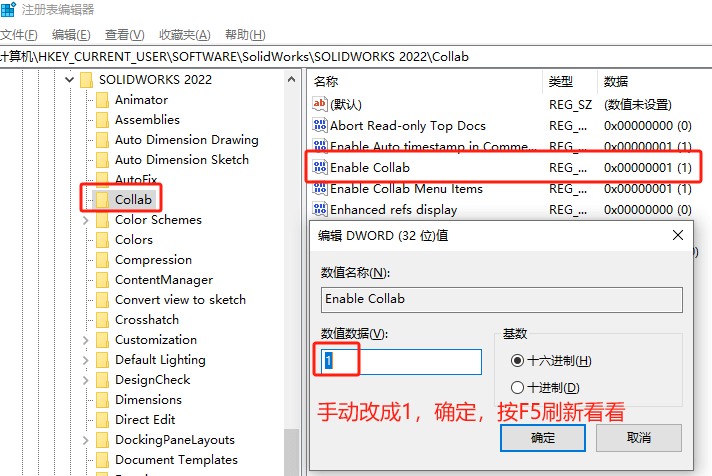 注册表编辑器
文件(F) 编辑(E) 查看(V) 收藏夹(A) 帮助(H)
计算机\HKEY_CURRENT_USER\SOFTWARE\SolidWorks\SOLIDWORKS 2022\Collab
SOLIDWORKS 2022
Animator
Assemblies
Auto Dimension Drawing
Auto Dimension Sketch
AutoFix
Collab
Color Schemes
Colors
Compression
ContentManager
Convert view to sketch
Crosshatch
Customization
Default Lighting
DesignCheck
Dimensions
Direct Edit
DockingPaneLayouts
Document Templates
名称 类型 数据
ab (默认) REG_SZ (数值未设置)
Abort Read-only Top Docs REG_... 0x00000000 (0)
Enable Auto timestamp in Comme... REG_... 0x00000001 (1)
Enable Collab REG_... 0x00000001 (1)
Enable Collab Menu Items REG_... 0x00000001 (1)
Enhanced refs display REG_... 0x00000000 (0)
编辑 DWORD (32 位)值
数值名称(N):
Enable Collab
数值数据(V):
1
基数
十六进制(H)
十进制(D)
手动改成1，确定，按F5刷新看看
确定 取消